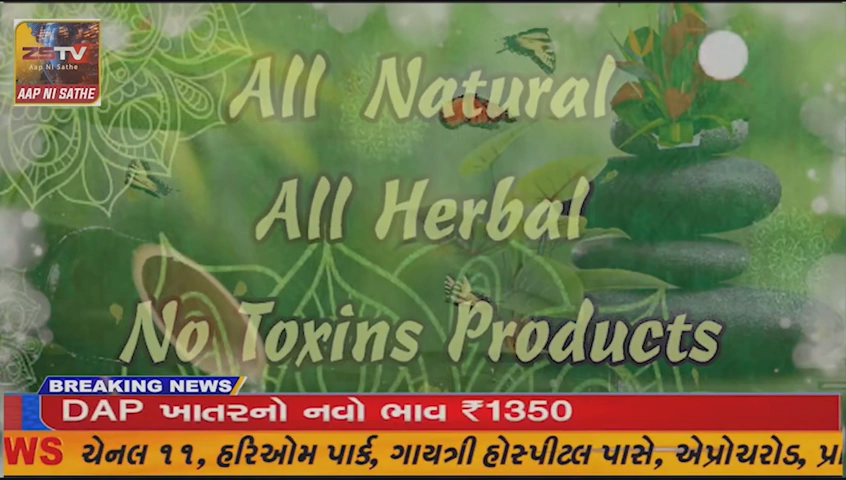 ZSTV
Aap Ni Sathe
AAP NI SATHE
All Natural
All Herbal
No Toxins Products
BREAKING NEWS
DAP ખાતરનો નવો ભાવ ₹1350
WS ચેનલ ૧૧, હરિઓમ પાર્ક, ગાયત્રી હોસ્પીટલ પાસે, એપ્રોચરોડ, પ્રા